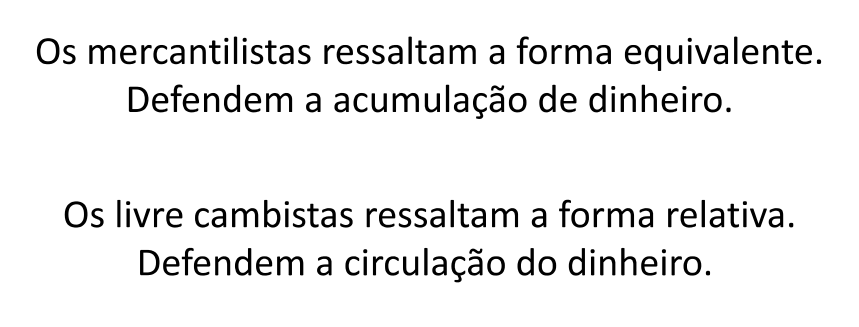 Os mercantilistas ressaltam a forma equivalente.
Defendem a acumulação de dinheiro.
Os livre cambistas ressaltam a forma relativa.
Defendem a circulação do dinheiro.